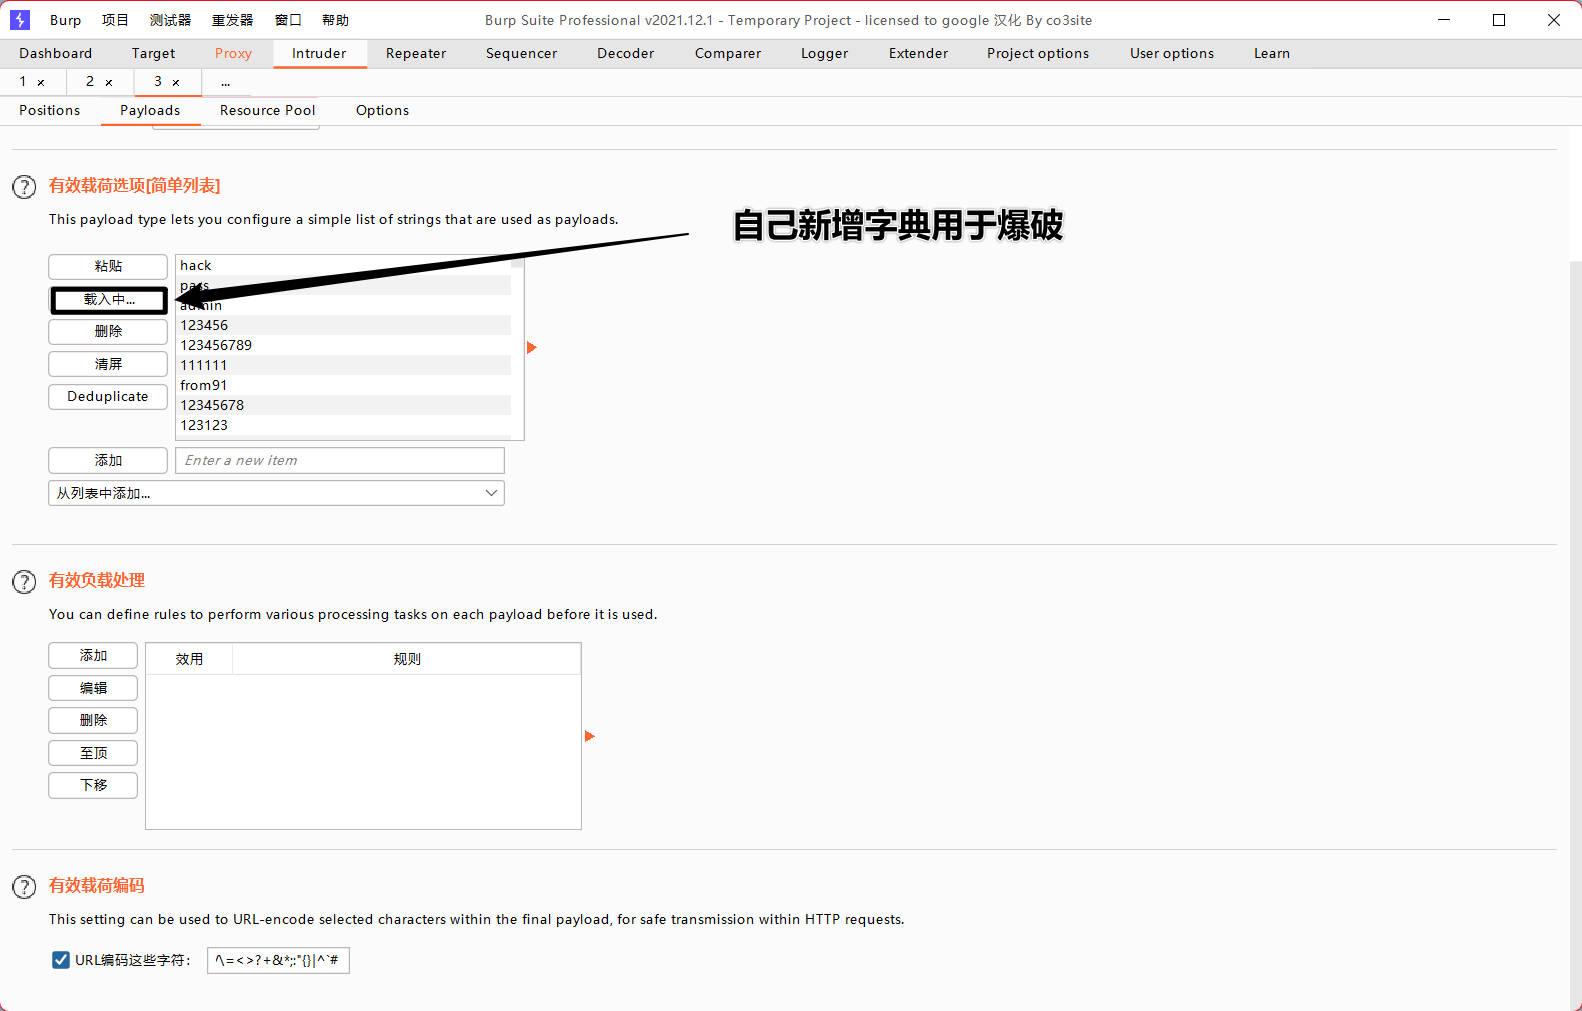 Burp 项目 测试器 重发器 窗口 帮助 Burp Suite Professional v2021.12.1 - Temporary Project - licensed to google 汉化 By co3site
Dashboard Target Proxy Intruder Repeater Sequencer Decoder Comparer Logger Extender Project options User options Learn
1 × 2 × 3 × ...
Positions Payloads Resource Pool Options
有效载荷选项[简单列表]
This payload type lets you configure a simple list of strings that are used as payloads.
自己新增字典用于爆破
粘贴
载入中...
删除
清屏
Deduplicate
hack
pass
admin
123456
123456789
111111
from91
12345678
123123
添加 Enter a new item
从列表中添加...
有效负载处理
You can define rules to perform various processing tasks on each payload before it is used.
添加
编辑
删除
至顶
下移
效用 规则
有效载荷编码
This setting can be used to URL-encode selected characters within the final payload, for safe transmission within HTTP requests.
URL编码这些字符： /\=<>?+&*;:"{}|^`#